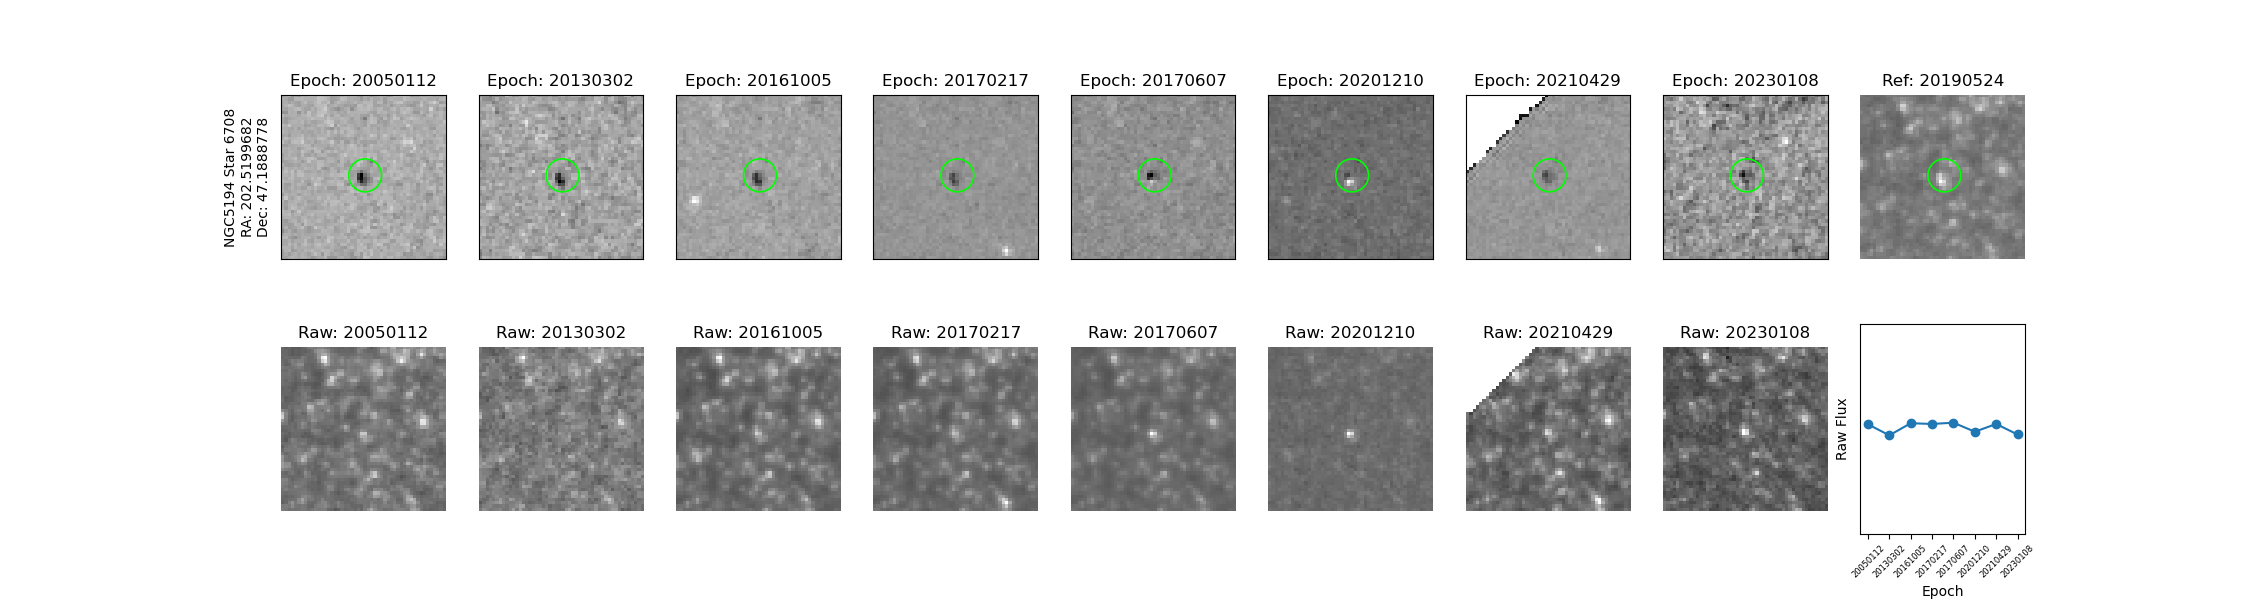 Epoch: 20050112
Epoch: 20130302
Epoch: 20161005
Epoch: 20170217
Epoch: 20170607
Epoch: 20201210
Epoch: 20210429
Epoch: 20230108
Ref: 20190524
NGC5194 Star 6708
RA: 202.5199682
Dec: 47.1888778
Raw: 20050112
Raw: 20130302
Raw: 20161005
Raw: 20170217
Raw: 20170607
Raw: 20201210
Raw: 20210429
Raw: 20230108
Raw Flux
20050112
20130302
20161005
20170217
20170607
20201210
20210429
20230108
Epoch